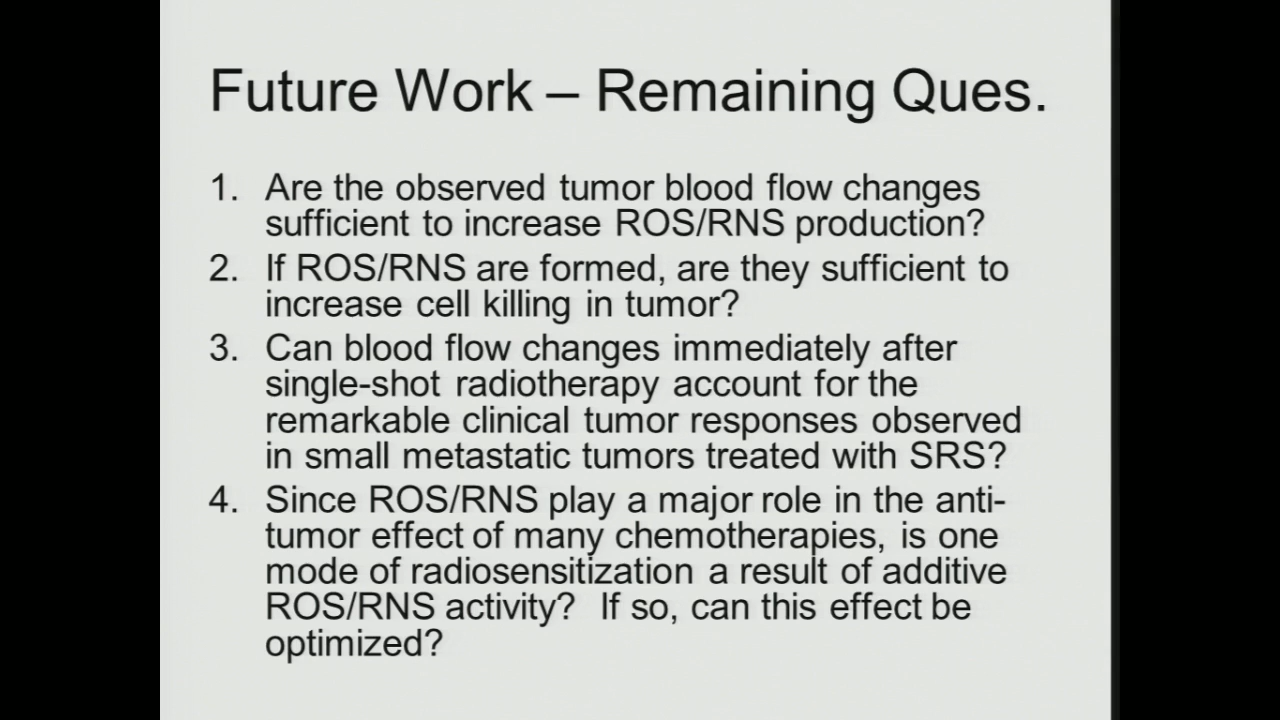 Future Work – Remaining Ques.
1. Are the observed tumor blood flow changes
sufficient to increase ROS/RNS production?
2. If ROS/RNS are formed, are they sufficient to
increase cell killing in tumor?
3. Can blood flow changes immediately after
single-shot radiotherapy account for the
remarkable clinical tumor responses observed
in small metastatic tumors treated with SRS?
4. Since ROS/RNS play a major role in the anti-
tumor effect of many chemotherapies, is one
mode of radiosensitization a result of additive
ROS/RNS activity?  If so, can this effect be
optimized?